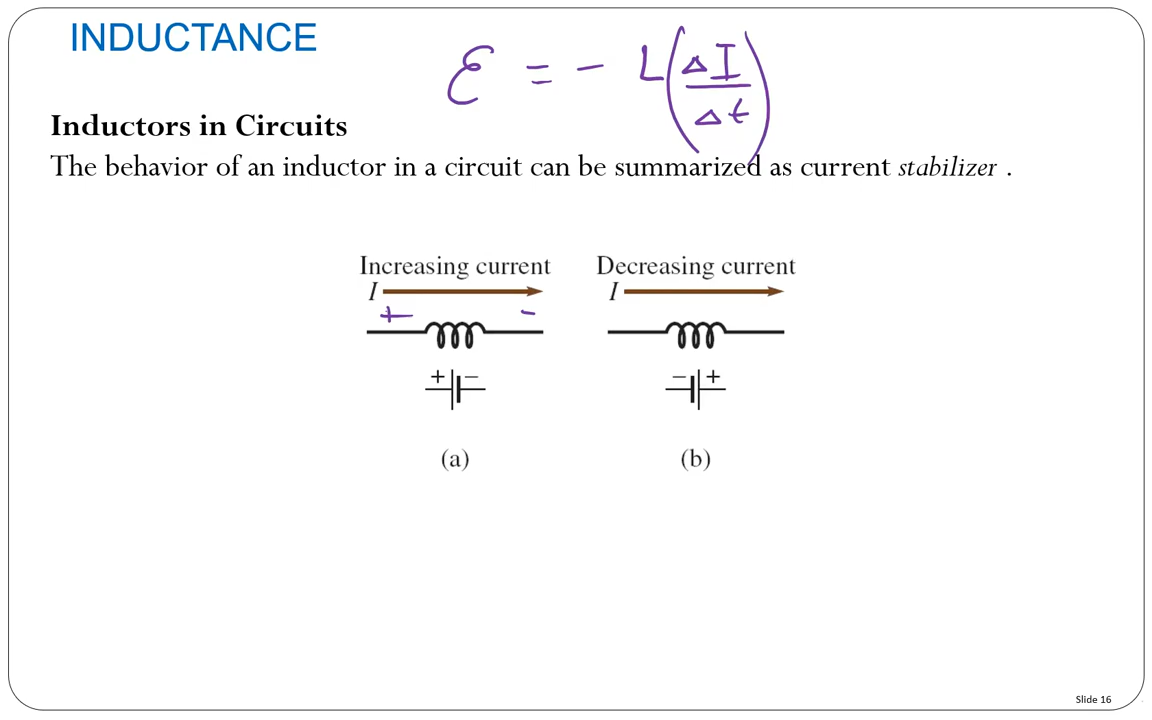 INDUCTANCE
ℰ = - L(ΔI/Δt)
Inductors in Circuits
The behavior of an inductor in a circuit can be summarized as current stabilizer .
Increasing current Decreasing current
I I
+ -
+ − − +
(a) (b)
Slide 16